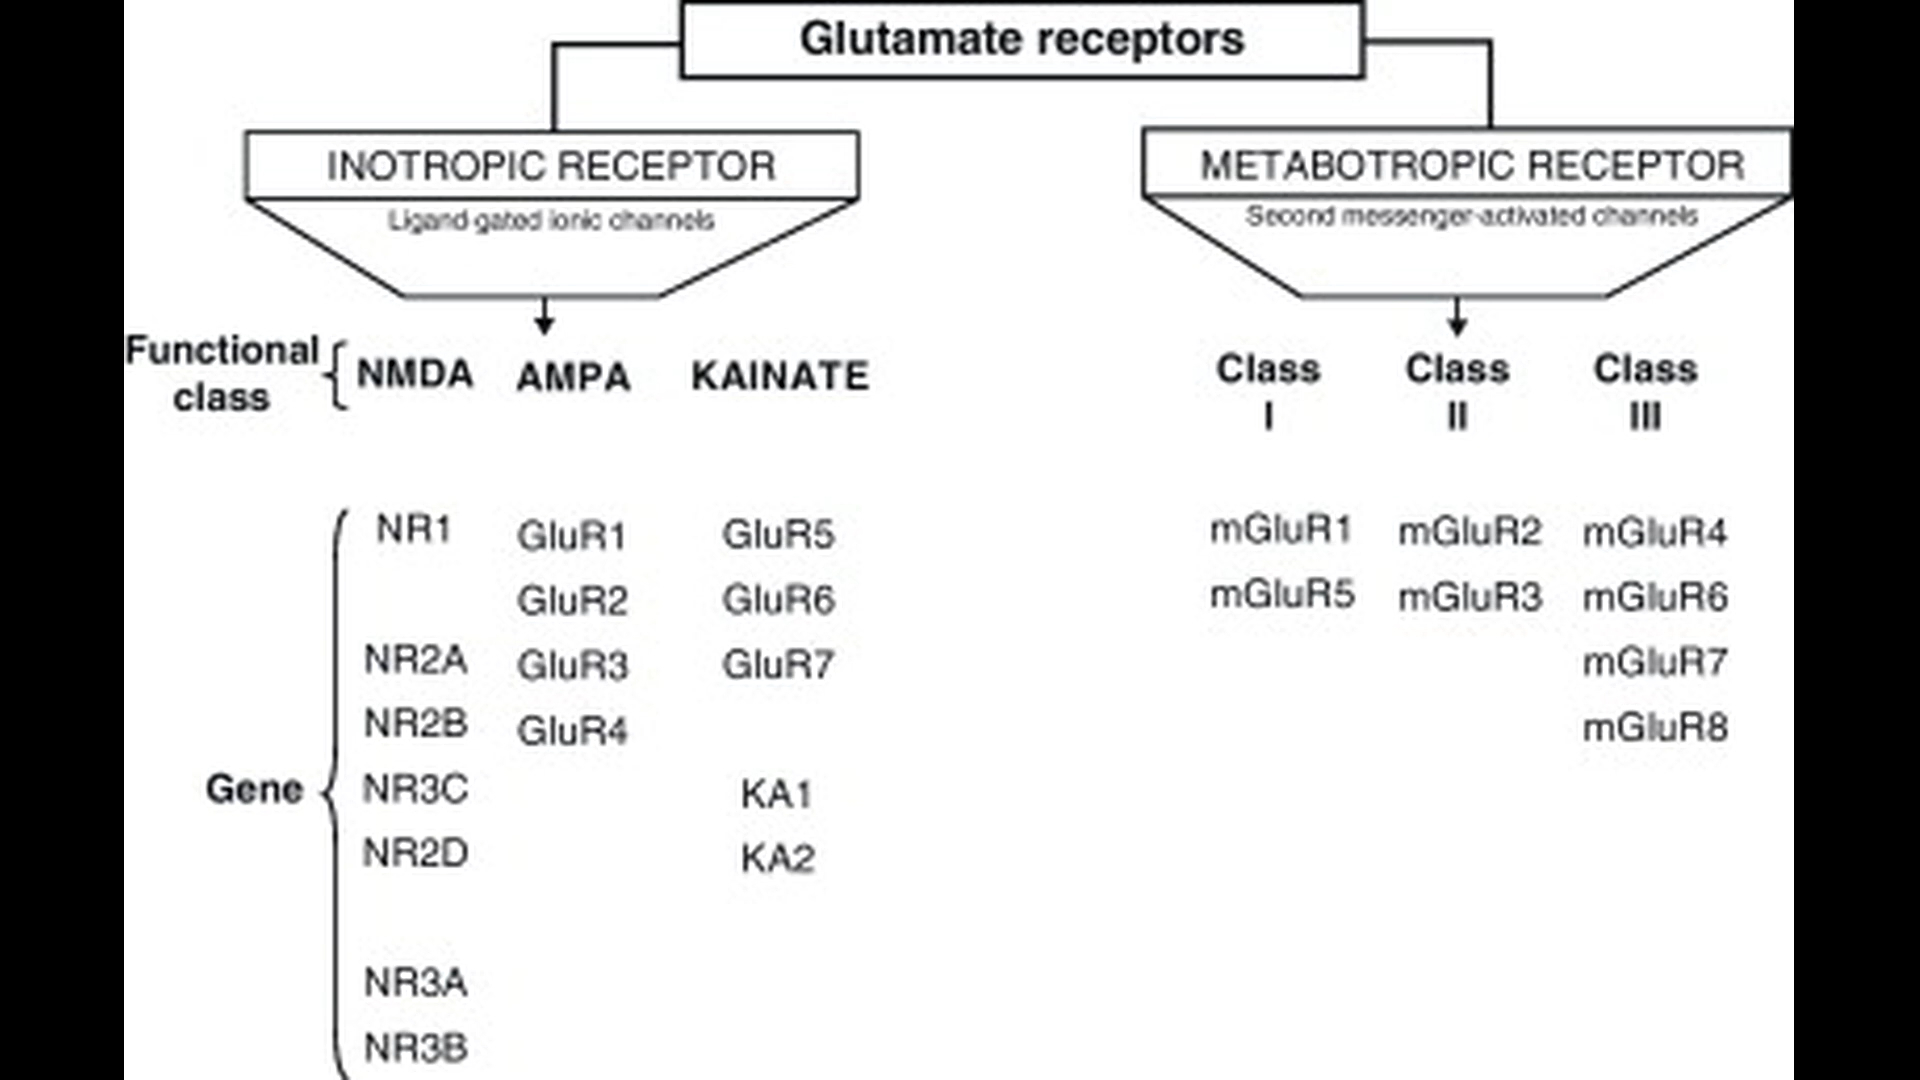 Glutamate receptors
INOTROPIC RECEPTOR
Ligand gated ionic channels
METABOTROPIC RECEPTOR
Second messenger-activated channels
Functional
class
NMDA AMPA KAINATE
Class Class Class
I II III
Gene
NR1 GluR1 GluR5 mGluR1 mGluR2 mGluR4
GluR2 GluR6 mGluR5 mGluR3 mGluR6
NR2A GluR3 GluR7 mGluR7
NR2B GluR4 mGluR8
NR3C KA1
NR2D KA2
NR3A
NR3B